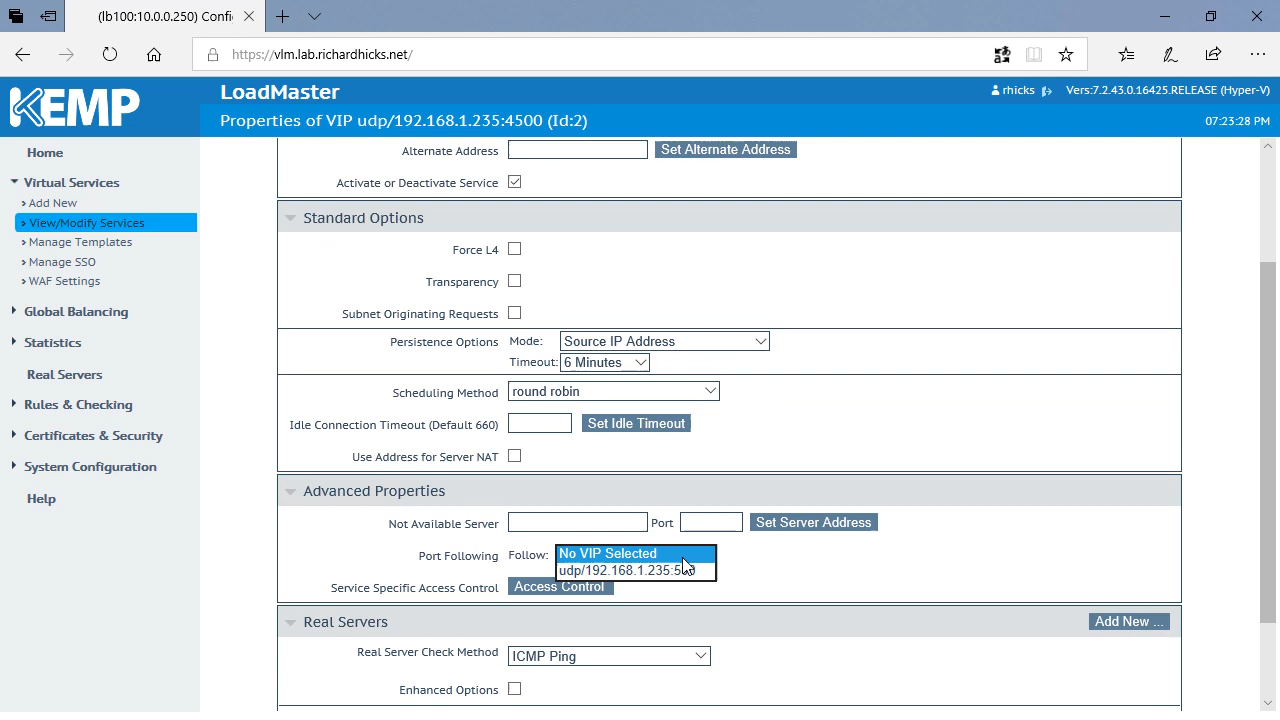 (lb100:10.0.0.250) Confi
https://vlm.lab.richardhicks.net/
KEMP
LoadMaster
rhicks
Vers:7.2.43.0.16425.RELEASE (Hyper-V)
Properties of VIP udp/192.168.1.235:4500 (Id:2)
07:23:28 PM
Home
Virtual Services
Add New
View/Modify Services
Manage Templates
Manage SSO
WAF Settings
Global Balancing
Statistics
Real Servers
Rules & Checking
Certificates & Security
System Configuration
Help
Alternate Address Set Alternate Address
Activate or Deactivate Service
Standard Options
Force L4
Transparency
Subnet Originating Requests
Persistence Options Mode: Source IP Address
Timeout: 6 Minutes
Scheduling Method round robin
Idle Connection Timeout (Default 660) Set Idle Timeout
Use Address for Server NAT
Advanced Properties
Not Available Server Port Set Server Address
Port Following Follow: No VIP Selected
udp/192.168.1.235:5
Service Specific Access Control Access Control
Real Servers Add New ...
Real Server Check Method ICMP Ping
Enhanced Options